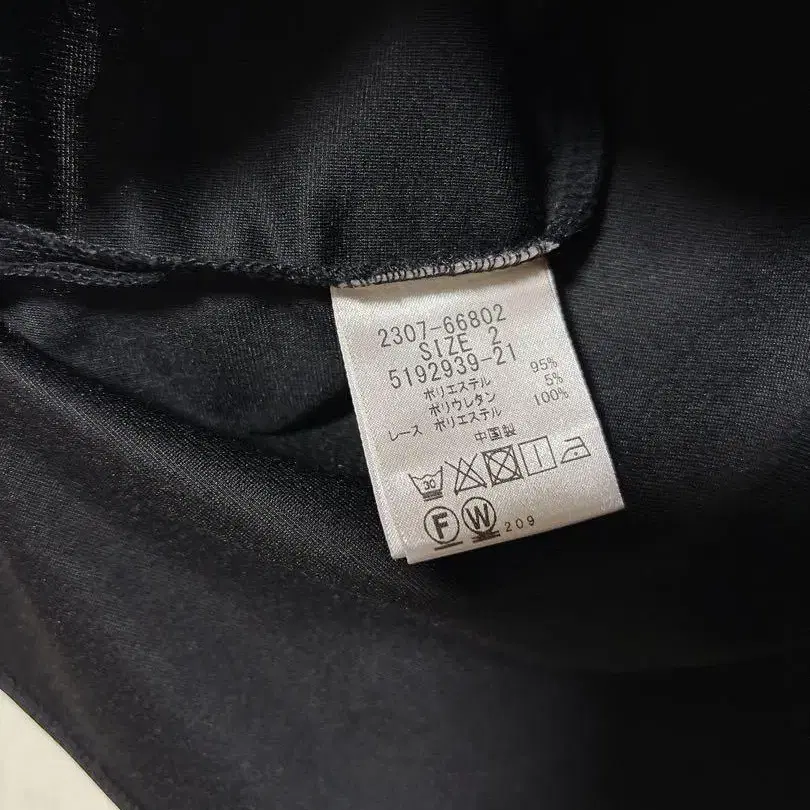 2307-66802
SIZE 2
5192939-21
ポリエステル 95%
ポリウレタン 5%
レース ポリエステル 100%
中国製
30
F W 209